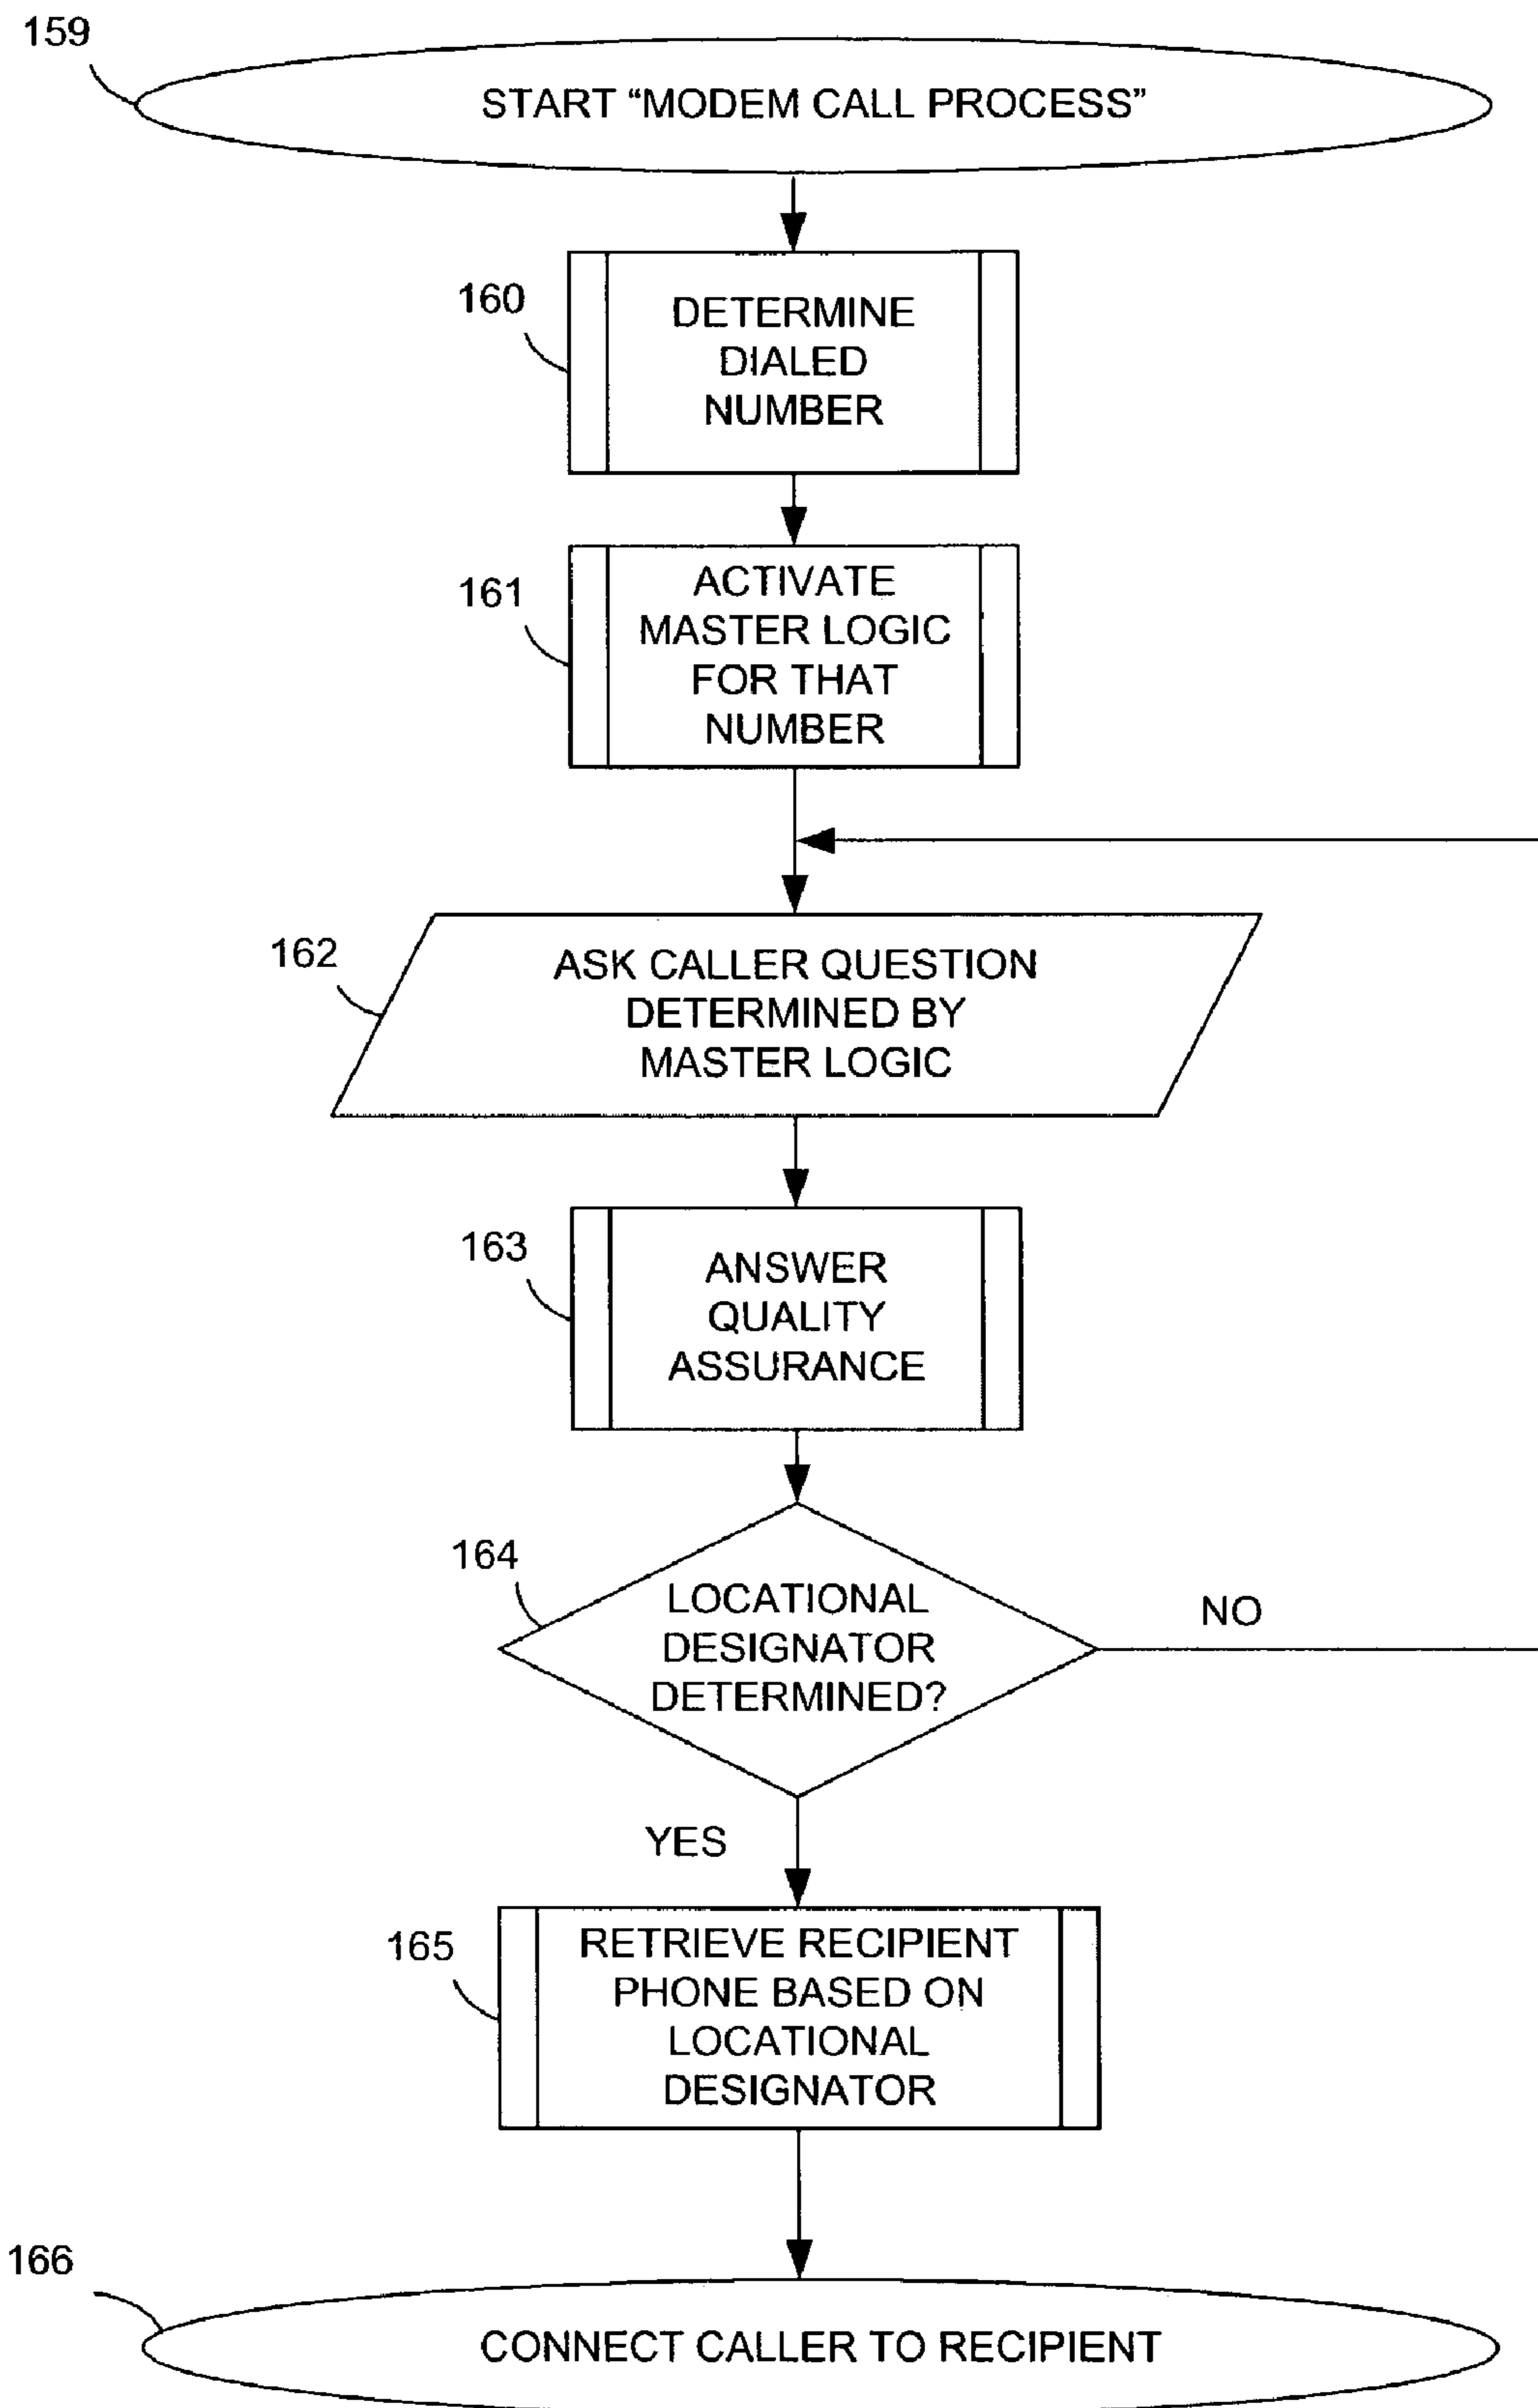 159
START “MODEM CALL PROCESS”
160
DETERMINE
DIALED
NUMBER
161
ACTIVATE
MASTER LOGIC
FOR THAT
NUMBER
162
ASK CALLER QUESTION
DETERMINED BY
MASTER LOGIC
163
ANSWER
QUALITY
ASSURANCE
164
LOCATIONAL
DESIGNATOR
DETERMINED?
NO
YES
165
RETRIEVE RECIPIENT
PHONE BASED ON
LOCATIONAL
DESIGNATOR
166
CONNECT CALLER TO RECIPIENT